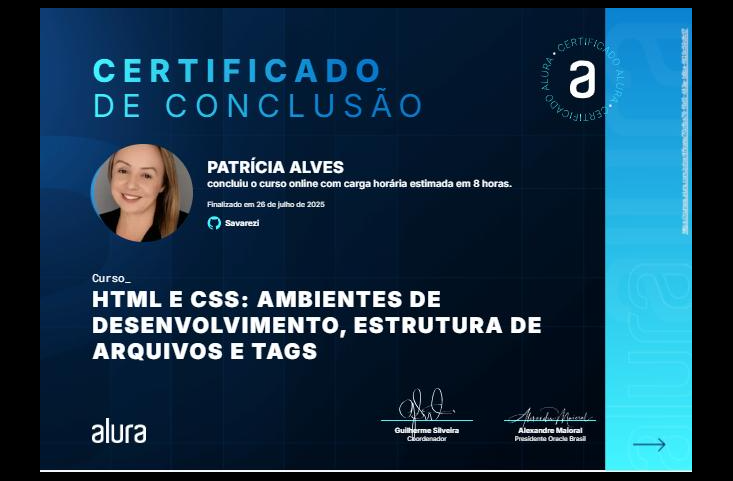 CERTIFICADO
DE CONCLUSÃO
CERTIFICADO ALURA • CERTIFICADO ALURA •
a
PATRÍCIA ALVES
concluiu o curso online com carga horária estimada em 8 horas.
Finalizado em 26 de julho de 2025
Savarezi
Curso_
HTML E CSS: AMBIENTES DE
DESENVOLVIMENTO, ESTRUTURA DE
ARQUIVOS E TAGS
alura
Guilherme Silveira
Coordenador
Alexandre Maioral
Presidente Oracle Brasil
alura